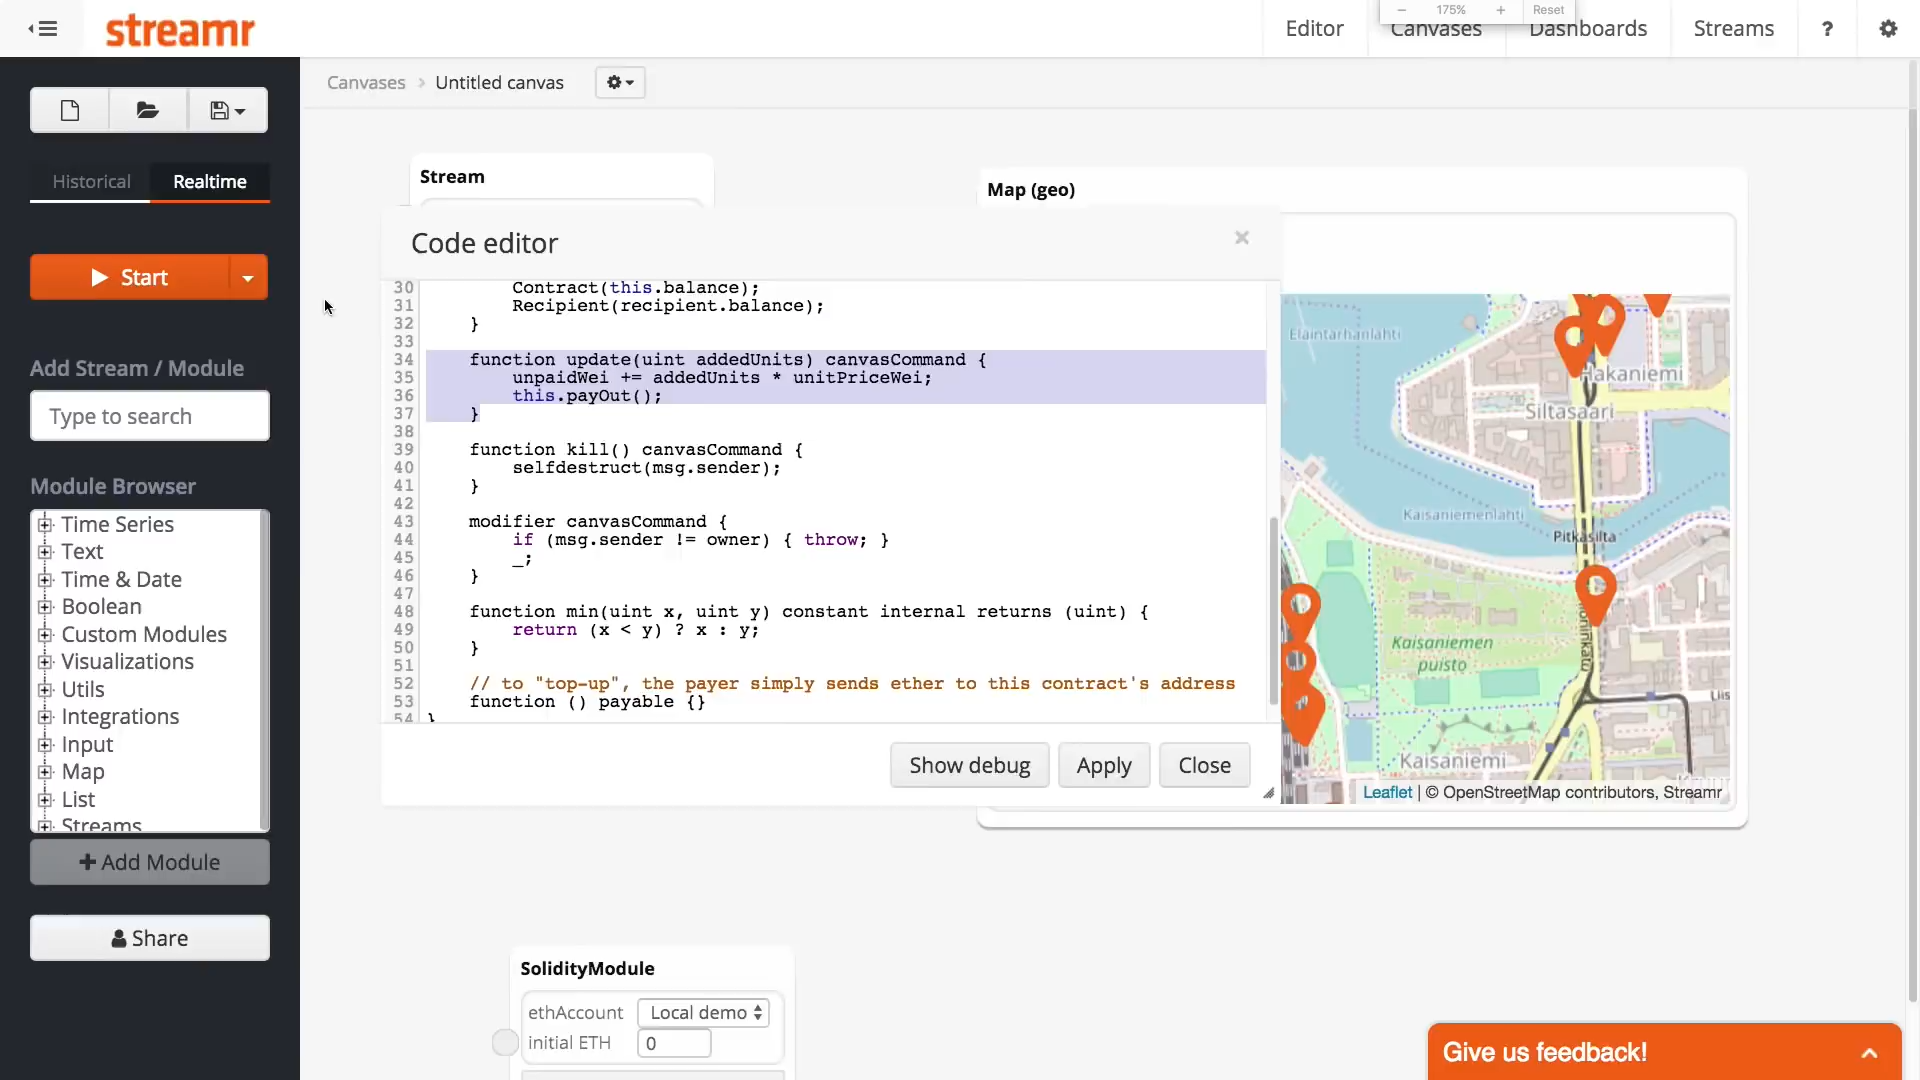 streamr
Editor
Canvases
Dashboards
Streams
?
− 175% + Reset
Canvases > Untitled canvas
Historical
Realtime
Start
Add Stream / Module
Type to search
Module Browser
Time Series
Text
Time & Date
Boolean
Custom Modules
Visualizations
Utils
Integrations
Input
Map
List
Streams
+ Add Module
Share
Stream
Map (geo)
Code editor
×
30 Contract(this.balance);
31 Recipient(recipient.balance);
32 }
33
34 function update(uint addedUnits) canvasCommand {
35 unpaidWei += addedUnits * unitPriceWei;
36 this.payOut();
37 }
38
39 function kill() canvasCommand {
40 selfdestruct(msg.sender);
41 }
42
43 modifier canvasCommand {
44 if (msg.sender != owner) { throw; }
45 _;
46 }
47
48 function min(uint x, uint y) constant internal returns (uint) {
49 return (x < y) ? x : y;
50 }
51
52 // to "top-up", the payer simply sends ether to this contract's address
53 function () payable {}
54 }
Show debug
Apply
Close
Eläintarhanlahti
Hakaniemi
Siltasaari
Kaisaniemenlahti
Pitkäsilta
Kaisaniemen
puisto
Kaisaniemi
Leaflet | © OpenStreetMap contributors, Streamr
SolidityModule
ethAccount Local demo
initial ETH 0
Give us feedback!